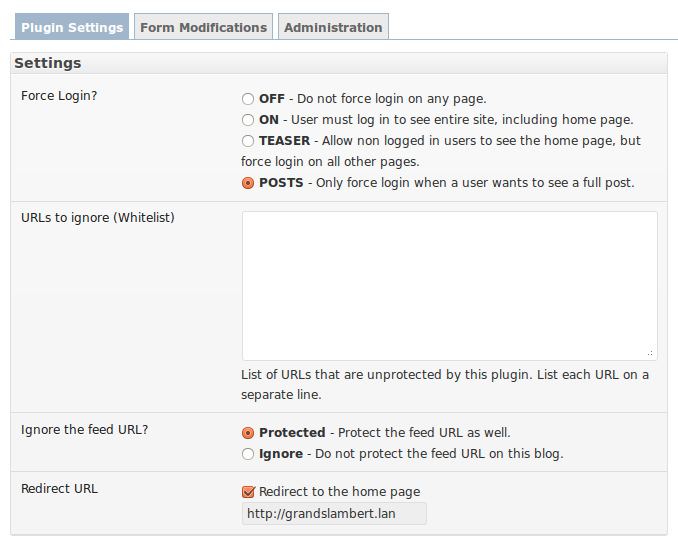 Plugin Settings Form Modifications Administration
Settings
Force Login?
OFF - Do not force login on any page.
ON - User must log in to see entire site, including home page.
TEASER - Allow non logged in users to see the home page, but
force login on all other pages.
POSTS - Only force login when a user wants to see a full post.
URLs to ignore (Whitelist)
List of URLs that are unprotected by this plugin. List each URL on a
separate line.
Ignore the feed URL?
Protected - Protect the feed URL as well.
Ignore - Do not protect the feed URL on this blog.
Redirect URL
Redirect to the home page
http://grandslambert.lan